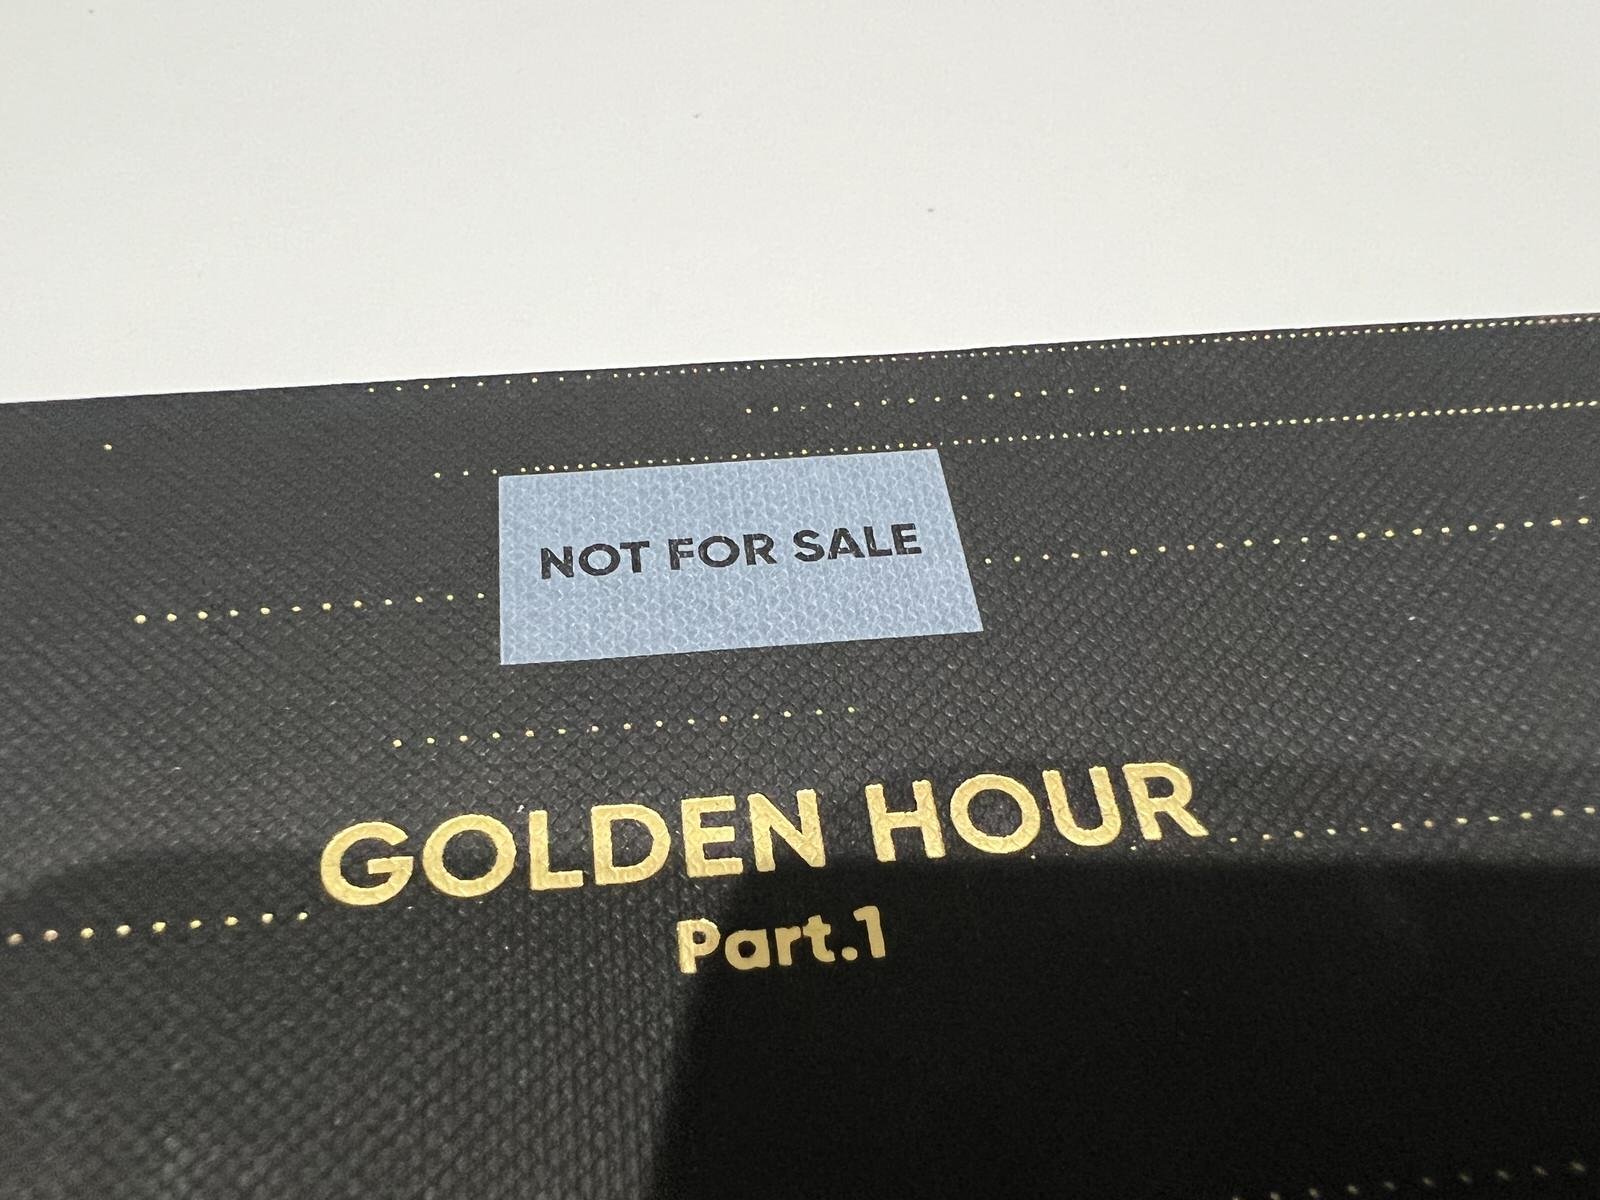 NOT FOR SALE
GOLDEN HOUR
Part.1